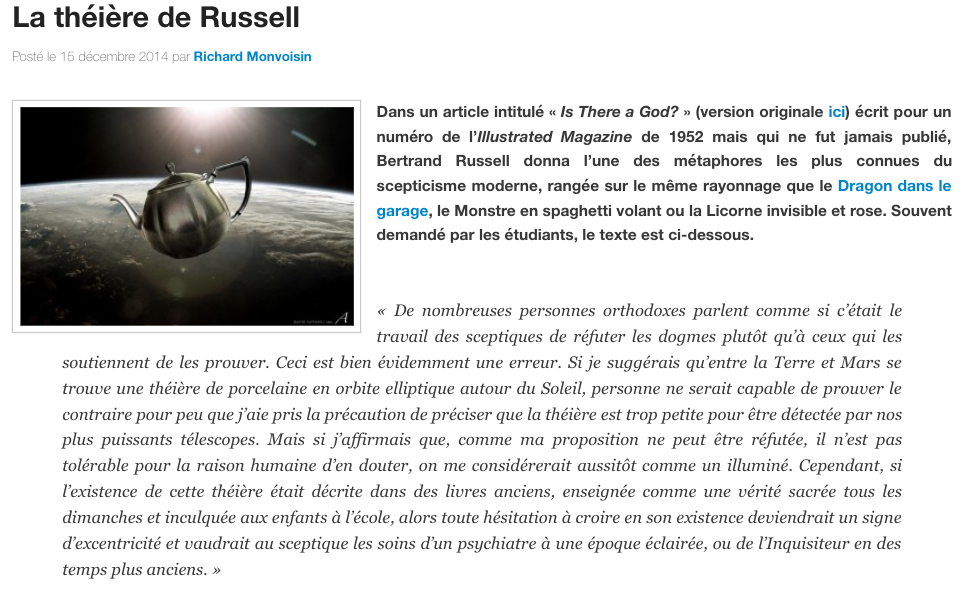 La théière de Russell
Posté le 15 décembre 2014 par Richard Monvoisin
Dans un article intitulé « Is There a God? » (version originale ici) écrit pour un
numéro de l'Illustrated Magazine de 1952 mais qui ne fut jamais publié,
Bertrand Russell donna l'une des métaphores les plus connues du
scepticisme moderne, rangée sur le même rayonnage que le Dragon dans le
garage, le Monstre en spaghetti volant ou la Licorne invisible et rose. Souvent
demandé par les étudiants, le texte est ci-dessous.
« De nombreuses personnes orthodoxes parlent comme si c'était le
travail des sceptiques de réfuter les dogmes plutôt qu'à ceux qui les
soutiennent de les prouver. Ceci est bien évidemment une erreur. Si je suggérais qu'entre la Terre et Mars se
trouve une théière de porcelaine en orbite elliptique autour du Soleil, personne ne serait capable de prouver le
contraire pour peu que j'aie pris la précaution de préciser que la théière est trop petite pour être détectée par nos
plus puissants télescopes. Mais si j'affirmais que, comme ma proposition ne peut être réfutée, il n'est pas
tolérable pour la raison humaine d'en douter, on me considérerait aussitôt comme un illuminé. Cependant, si
l'existence de cette théière était décrite dans des livres anciens, enseignée comme une vérité sacrée tous les
dimanches et inculquée aux enfants à l'école, alors toute hésitation à croire en son existence deviendrait un signe
d'excentricité et vaudrait au sceptique les soins d'un psychiatre à une époque éclairée, ou de l'Inquisiteur en des
temps plus anciens. »